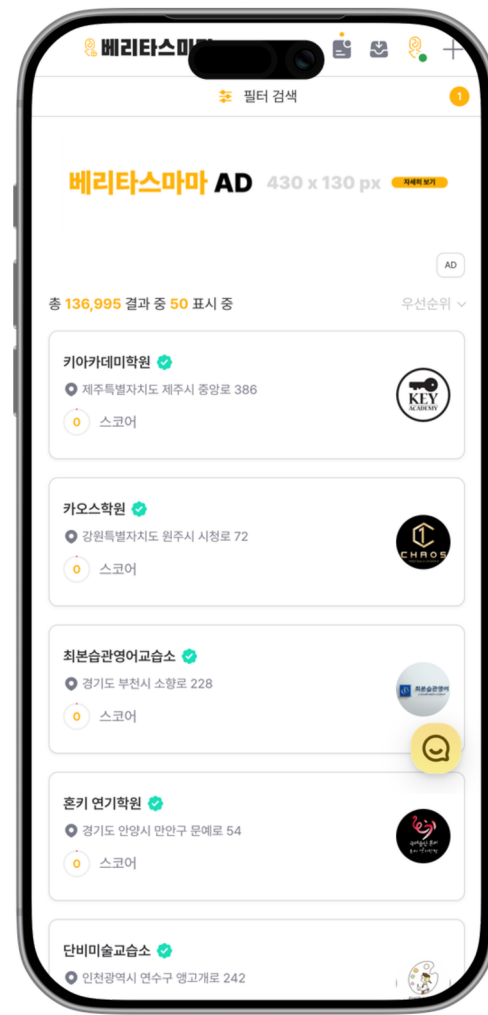 베리타스마마
필터 검색
1
베리타스마마 AD 430 x 130 px 자세히 보기
AD
총 136,995 결과 중 50 표시 중
우선순위
키아카데미학원
제주특별자치도 제주시 중앙로 386
0 스코어
KEY
ACADEMY
카오스학원
강원특별자치도 원주시 시청로 72
0 스코어
CHAOS
최본습관영어교습소
경기도 부천시 소향로 228
0 스코어
최본습관영어
혼키 연기학원
경기도 안양시 만안구 문예로 54
0 스코어
단비미술교습소
인천광역시 연수구 앵고개로 242